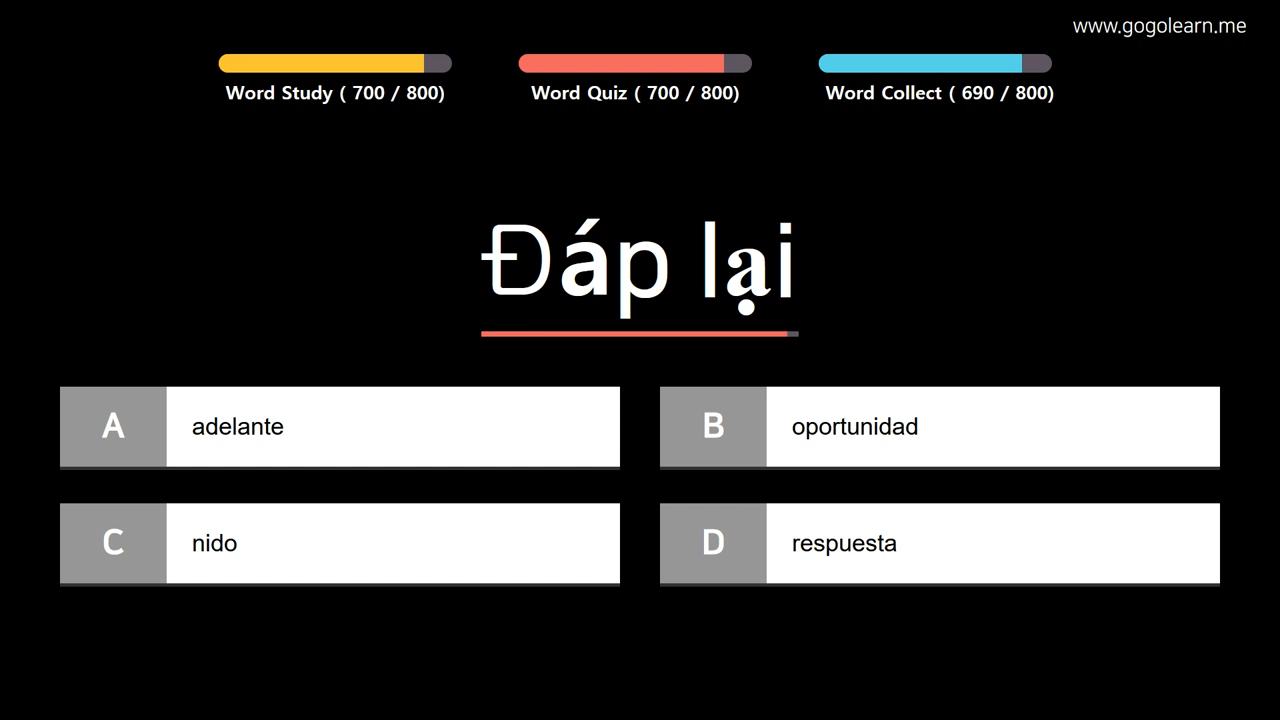 www.gogolearn.me
Word Study ( 700 / 800)
Word Quiz ( 700 / 800)
Word Collect ( 690 / 800)
Đáp lại
A adelante
B oportunidad
C nido
D respuesta